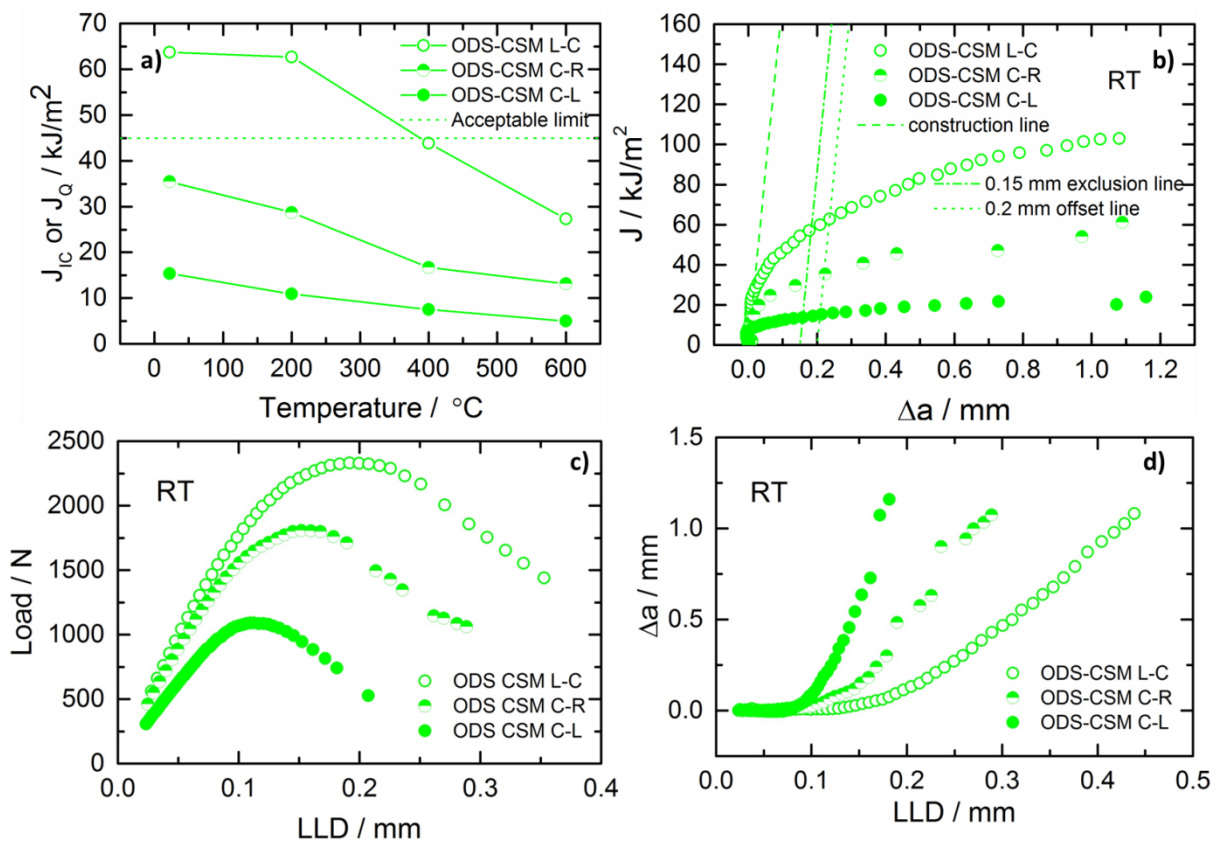 a)
J_IC or J_Q / kJ/m²
70
60
50
40
30
20
10
0
ODS-CSM L-C
ODS-CSM C-R
ODS-CSM C-L
Acceptable limit
0 100 200 300 400 500 600
Temperature / °C
b)
RT
J / kJ/m²
160
140
120
100
80
60
40
20
0
ODS-CSM L-C
ODS-CSM C-R
ODS-CSM C-L
construction line
0.15 mm exclusion line
0.2 mm offset line
0.0 0.2 0.4 0.6 0.8 1.0 1.2
Δa / mm
c)
RT
Load / N
2500
2000
1500
1000
500
0
ODS CSM L-C
ODS CSM C-R
ODS CSM C-L
0.0 0.1 0.2 0.3 0.4
LLD / mm
d)
RT
Δa / mm
1.5
1.0
0.5
0.0
ODS-CSM L-C
ODS-CSM C-R
ODS-CSM C-L
0.0 0.1 0.2 0.3 0.4 0.5
LLD / mm